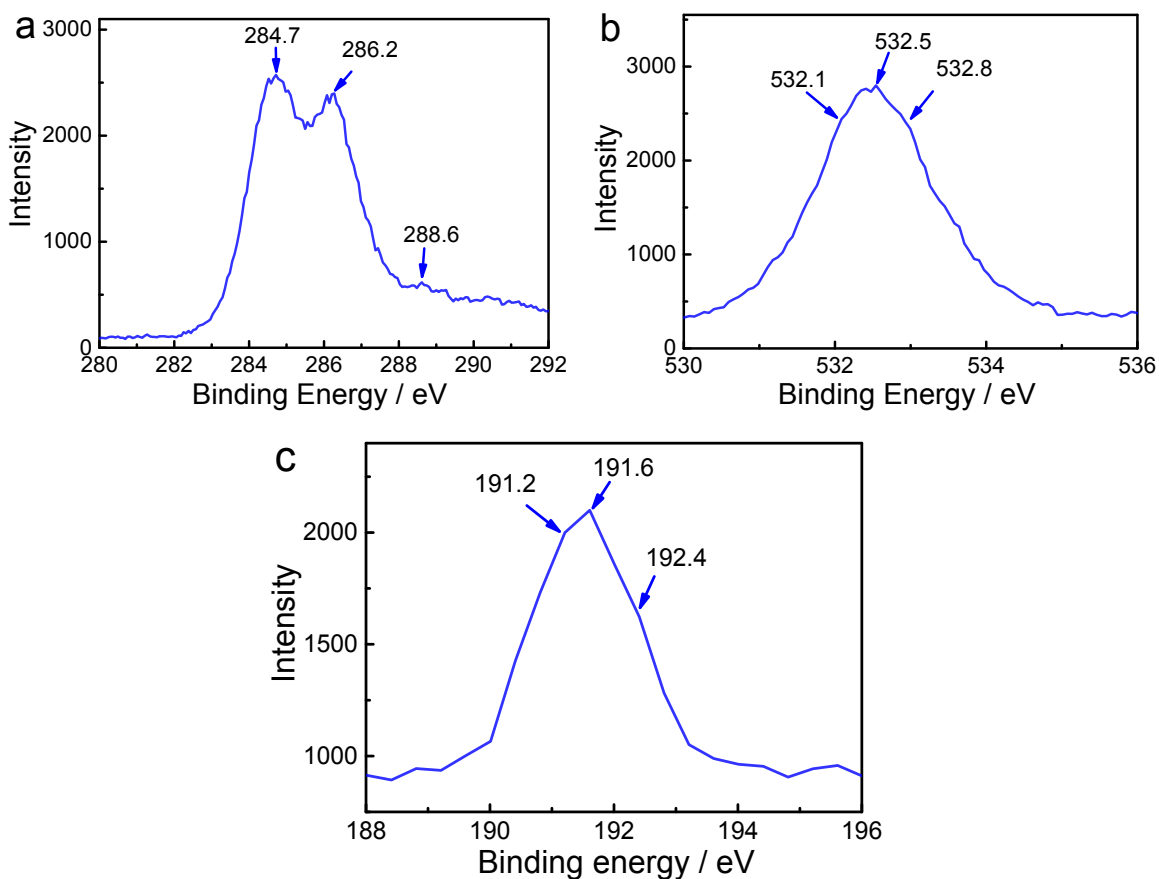 a
3000
2000
1000
0
Intensity
284.7
286.2
288.6
280 282 284 286 288 290 292
Binding Energy / eV
b
3000
2000
1000
0
Intensity
532.1
532.5
532.8
530 532 534 536
Binding Energy / eV
c
2000
1500
1000
Intensity
191.2
191.6
192.4
188 190 192 194 196
Binding energy / eV